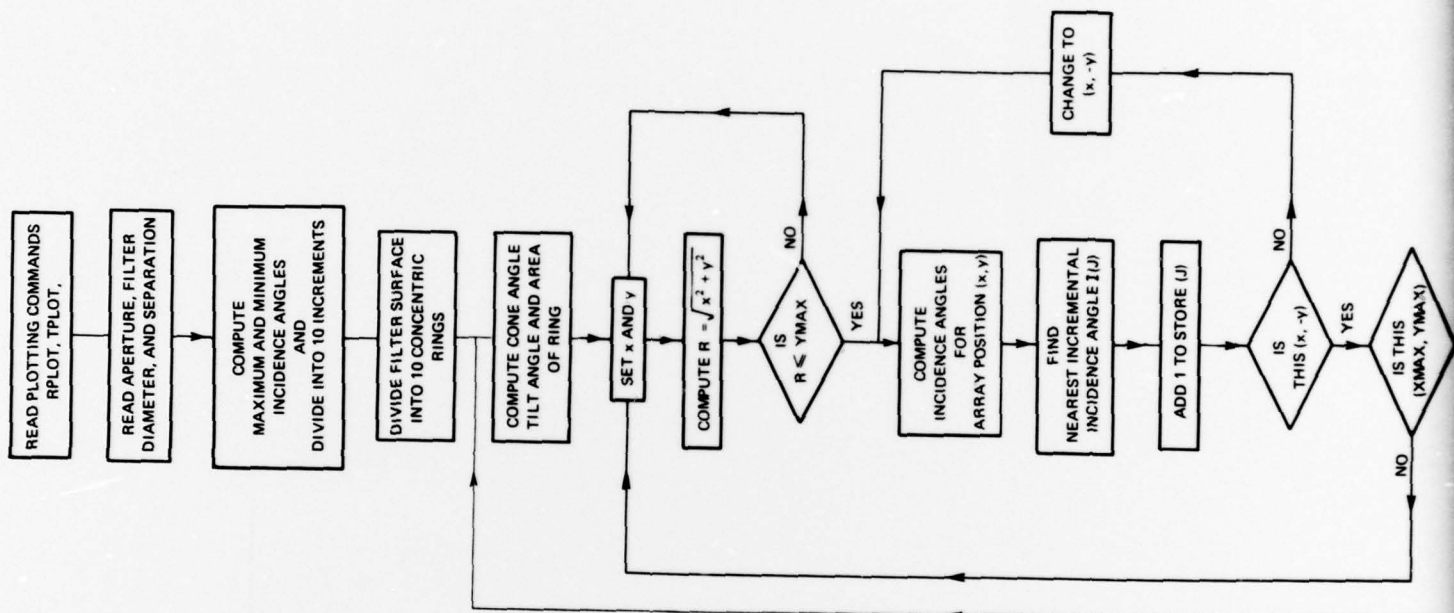 READ PLOTTING COMMANDS
RPLOT, TPLOT,
READ APERTURE, FILTER
DIAMETER, AND SEPARATION
COMPUTE
MAXIMUM AND MINIMUM
INCIDENCE ANGLES
AND
DIVIDE INTO 10 INCREMENTS
DIVIDE FILTER SURFACE
INTO 10 CONCENTRIC
RINGS
COMPUTE CONE ANGLE
TILT ANGLE AND AREA
OF RING
SET x AND y
COMPUTE R = √x² + y²
IS
R ⩽ YMAX
NO
YES
COMPUTE
INCIDENCE ANGLES
FOR
ARRAY POSITION (x,y)
FIND
NEAREST INCREMENTAL
INCIDENCE ANGLE I(J)
ADD 1 TO STORE (J)
IS
THIS (x, -y)
NO
CHANGE TO
(x, -y)
YES
IS THIS
(XMAX, YMAX)
NO